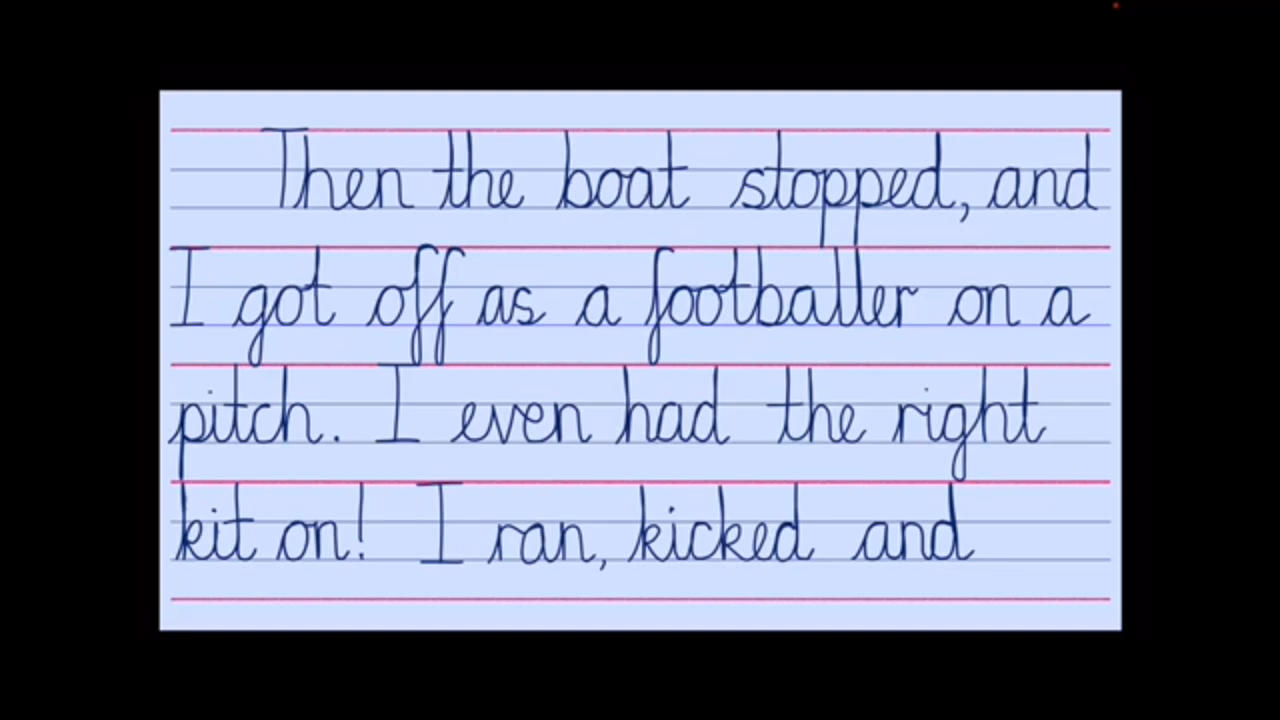 Then the boat stopped, and
I got off as a footballer on a
pitch. I even had the right
kit on! I ran, kicked and